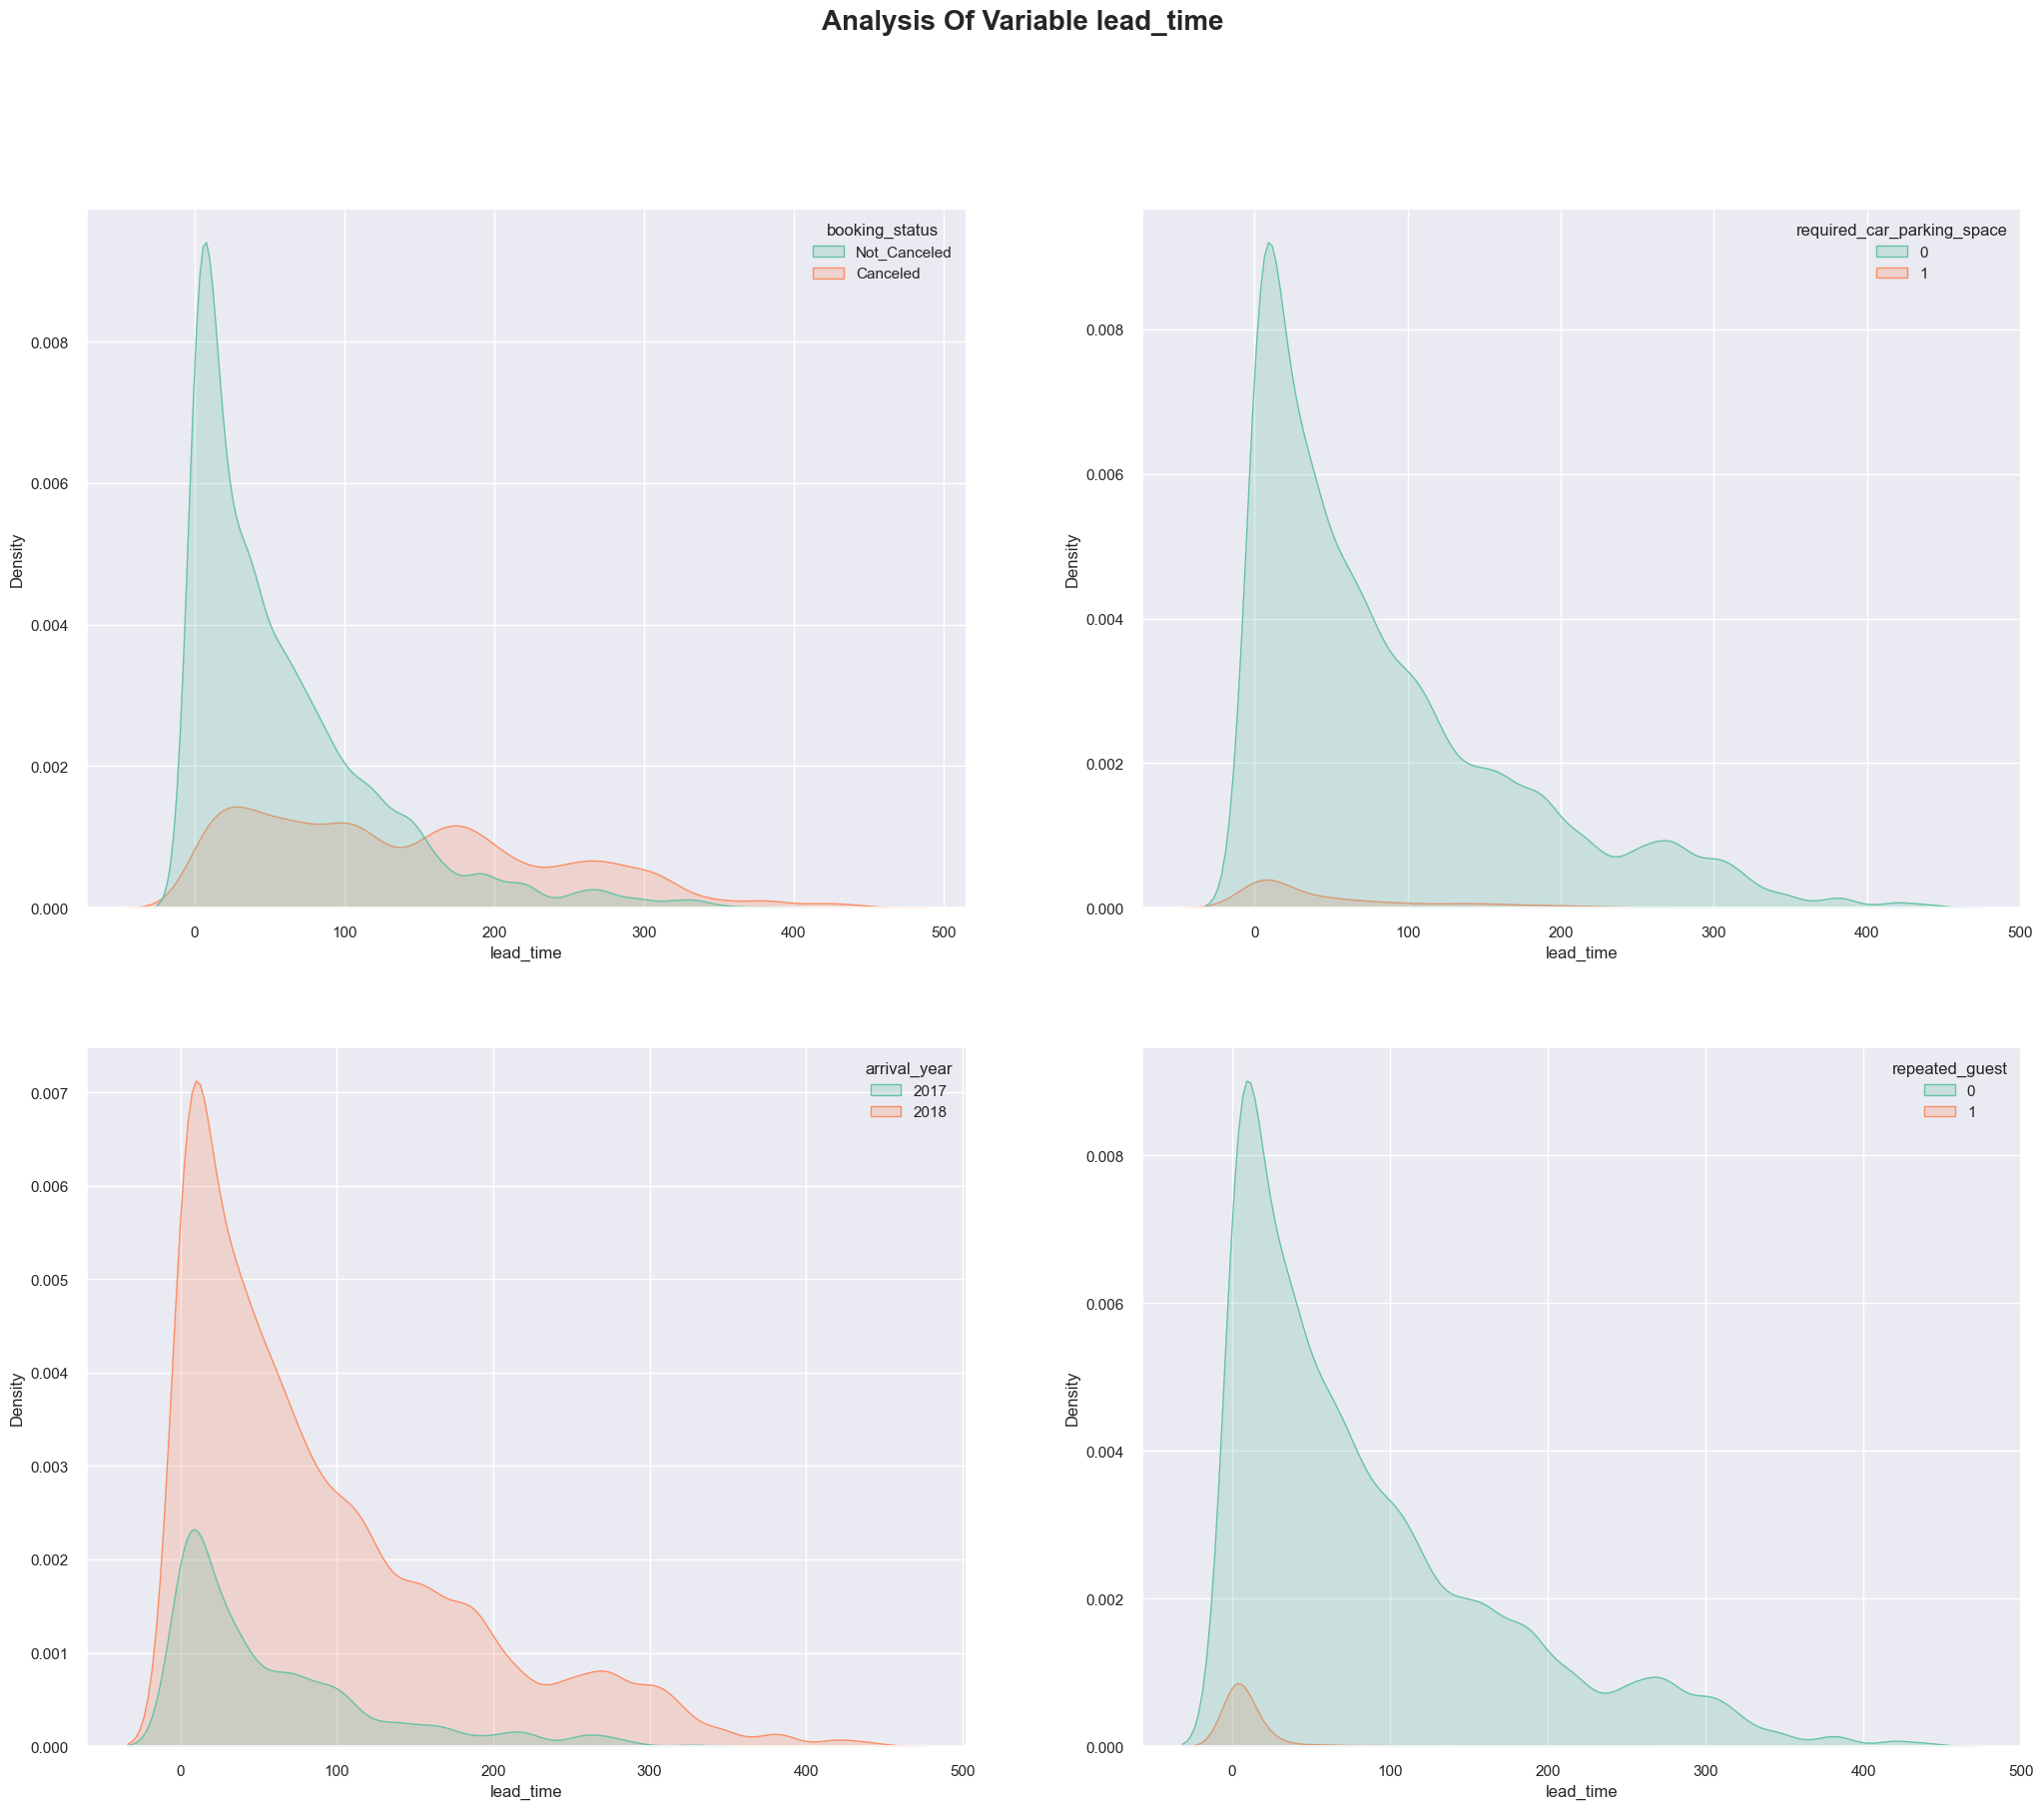 Analysis Of Variable lead_time
booking_status
Not_Canceled
Canceled
0.008
0.006
0.004
0.002
0.000
Density
0 100 200 300 400 500
lead_time
required_car_parking_space
0
1
0.008
0.006
0.004
0.002
0.000
Density
0 100 200 300 400 500
lead_time
arrival_year
2017
2018
0.007
0.006
0.005
0.004
0.003
0.002
0.001
0.000
Density
0 100 200 300 400 500
lead_time
repeated_guest
0
1
0.008
0.006
0.004
0.002
0.000
Density
0 100 200 300 400 500
lead_time